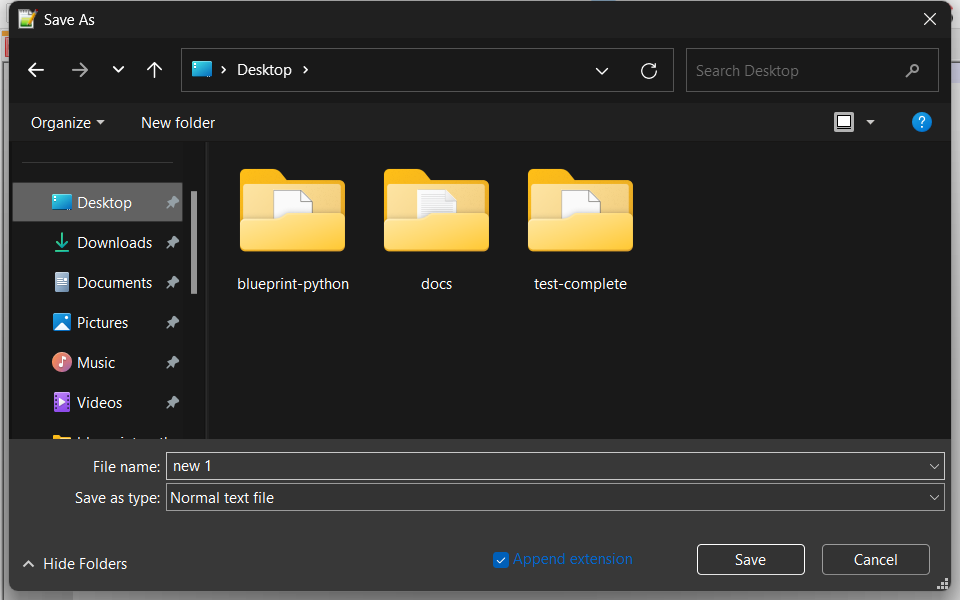 Save As
Desktop
Search Desktop
Organize
New folder
?
Desktop
Downloads
Documents
Pictures
Music
Videos
blueprint-python
docs
test-complete
File name: new 1
Save as type: Normal text file
Hide Folders
Append extension
Save
Cancel